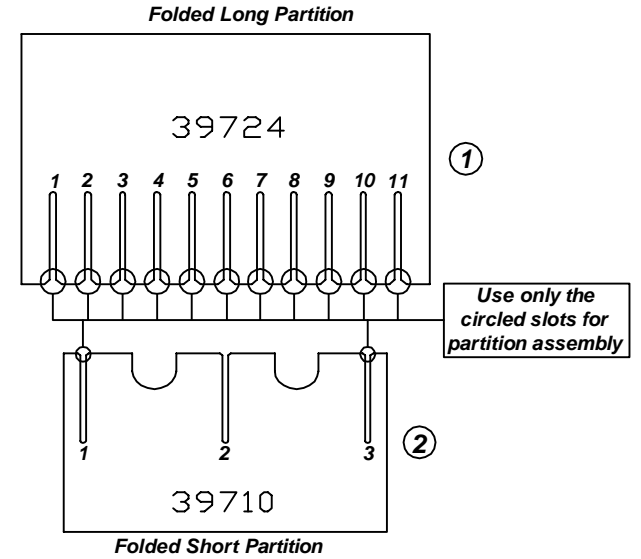 Folded Long Partition
39724
1
1 2 3 4 5 6 7 8 9 10 11
Use only the
circled slots for
partition assembly
1 2 3
2
39710
Folded Short Partition